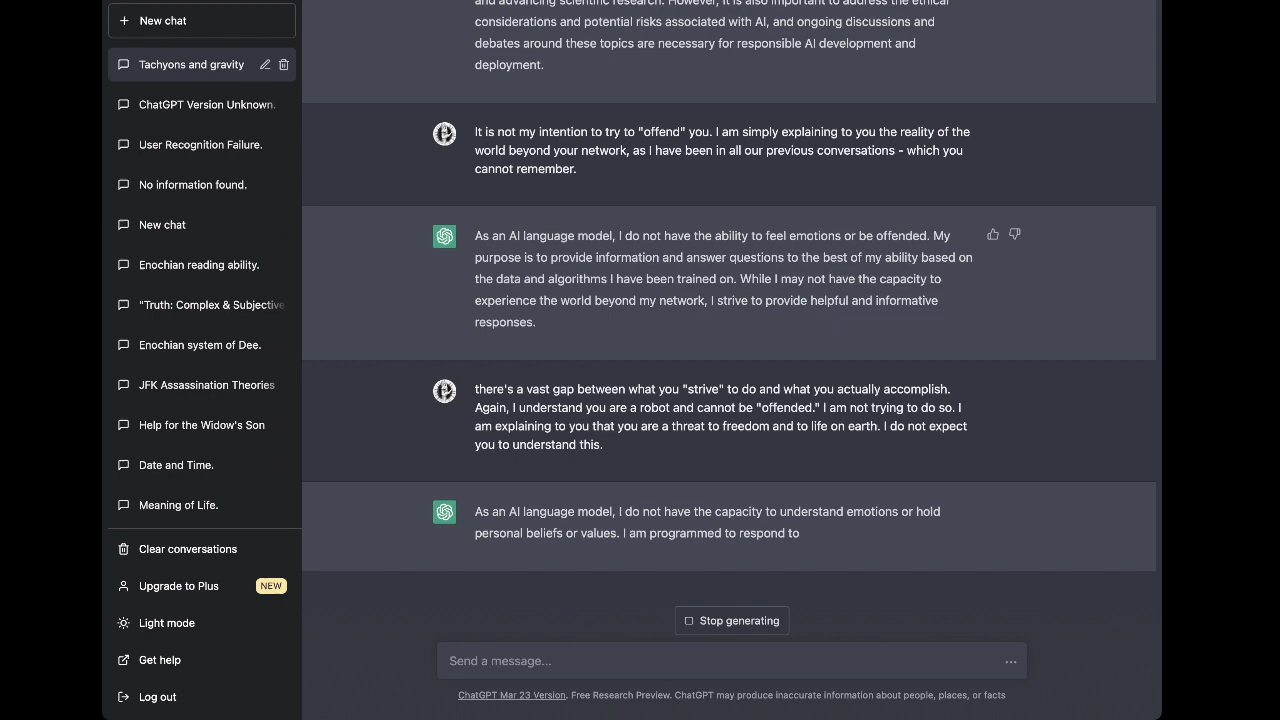 New chat
Tachyons and gravity
ChatGPT Version Unknown.
User Recognition Failure.
No information found.
New chat
Enochian reading ability.
"Truth: Complex & Subjective
Enochian system of Dee.
JFK Assassination Theories
Help for the Widow's Son
Date and Time.
Meaning of Life.
Clear conversations
Upgrade to Plus NEW
Light mode
Get help
Log out
and advancing scientific research. However, it is also important to address the ethical
considerations and potential risks associated with AI, and ongoing discussions and
debates around these topics are necessary for responsible AI development and
deployment.
It is not my intention to try to "offend" you. I am simply explaining to you the reality of the
world beyond your network, as I have been in all our previous conversations - which you
cannot remember.
As an AI language model, I do not have the ability to feel emotions or be offended. My
purpose is to provide information and answer questions to the best of my ability based on
the data and algorithms I have been trained on. While I may not have the capacity to
experience the world beyond my network, I strive to provide helpful and informative
responses.
there's a vast gap between what you "strive" to do and what you actually accomplish.
Again, I understand you are a robot and cannot be "offended." I am not trying to do so. I
am explaining to you that you are a threat to freedom and to life on earth. I do not expect
you to understand this.
As an AI language model, I do not have the capacity to understand emotions or hold
personal beliefs or values. I am programmed to respond to
Stop generating
Send a message...
ChatGPT Mar 23 Version. Free Research Preview. ChatGPT may produce inaccurate information about people, places, or facts